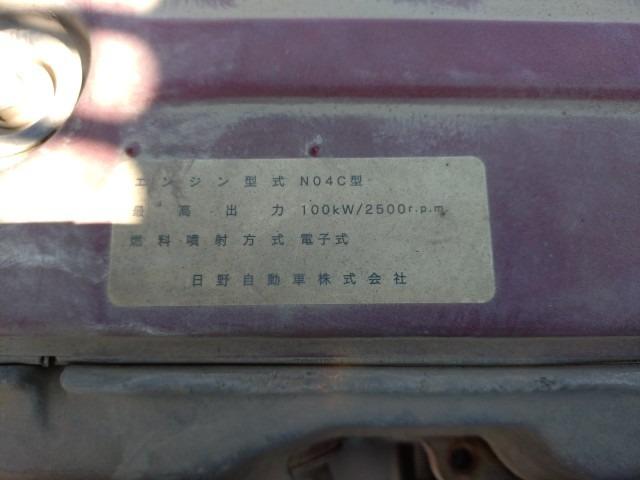 エンジン型式 N04C型
最高出力 100kW/2500r.p.m.
燃料噴射方式 電子式
日野自動車株式会社